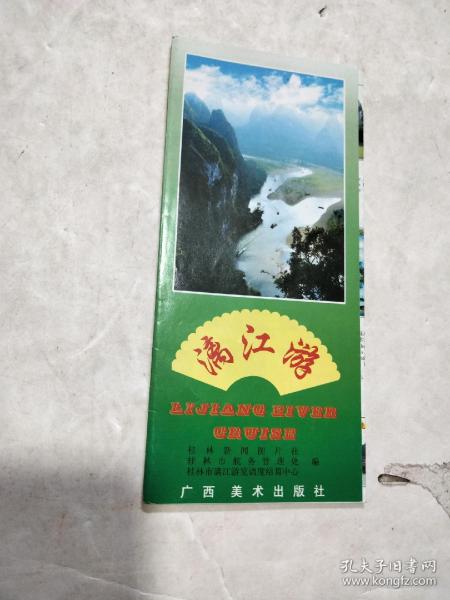 漓江游
LIJIANG RIVER
CRUISE
桂林新闻图片社
桂林市航务管理处 编
桂林市漓江游览调度结算中心
广西美术出版社
孔夫子旧书网
www.kongfz.com